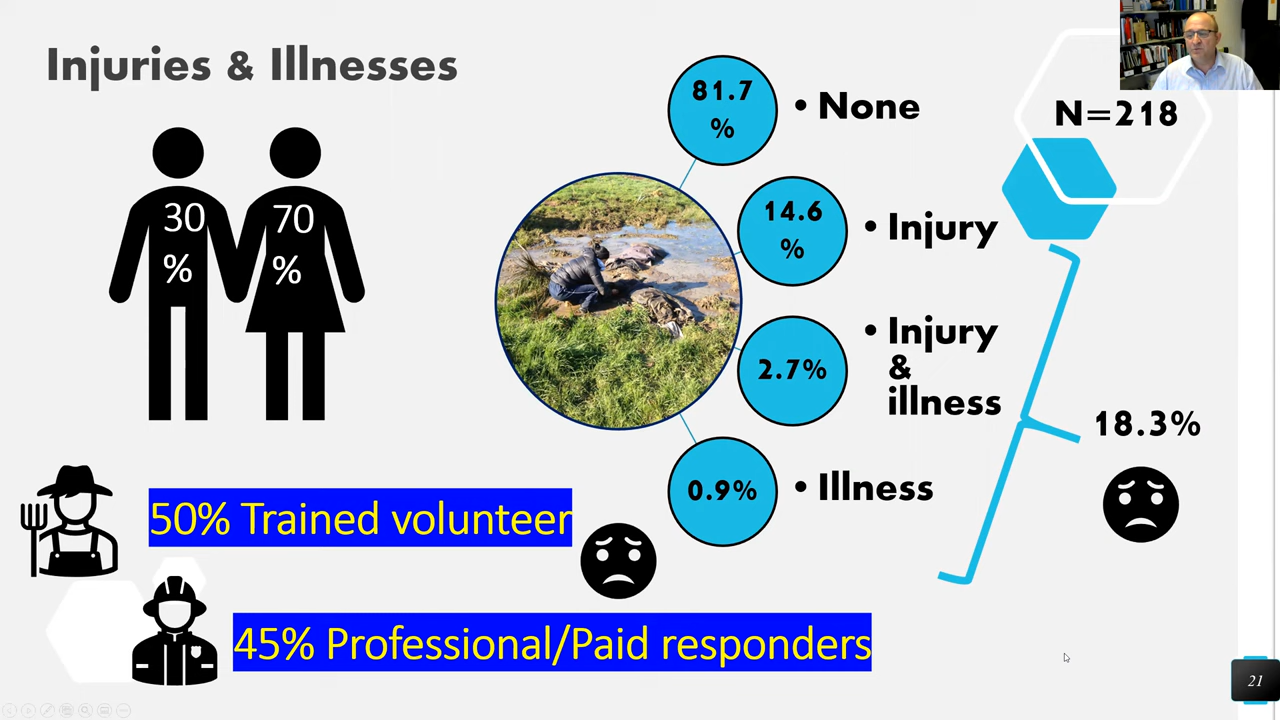 Injuries & Illnesses
30
%
70
%
81.7
%
• None
N=218
14.6
%
• Injury
2.7%
• Injury
&
illness
18.3%
0.9%
• Illness
50% Trained volunteer
45% Professional/Paid responders
21